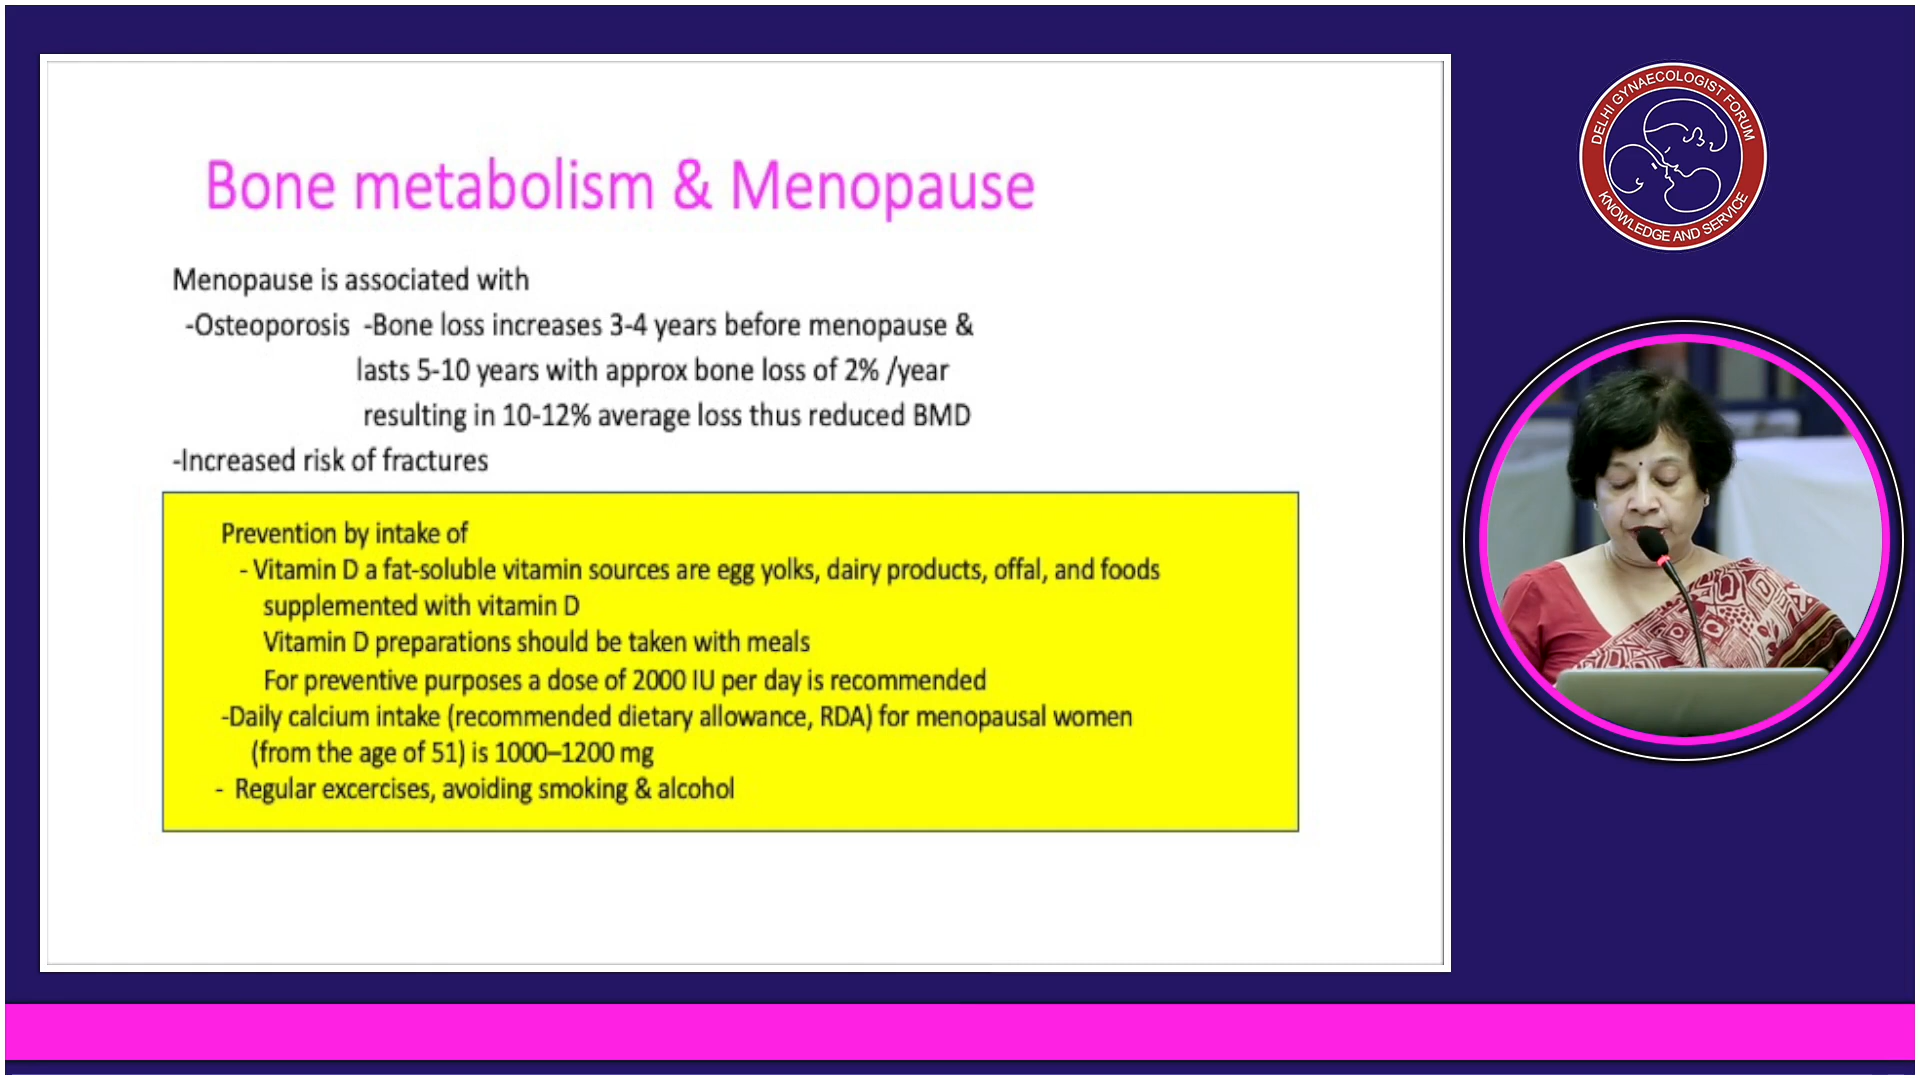 Bone metabolism & Menopause
Menopause is associated with
-Osteoporosis -Bone loss increases 3-4 years before menopause &
lasts 5-10 years with approx bone loss of 2% /year
resulting in 10-12% average loss thus reduced BMD
-Increased risk of fractures
Prevention by intake of
- Vitamin D a fat-soluble vitamin sources are egg yolks, dairy products, offal, and foods
supplemented with vitamin D
Vitamin D preparations should be taken with meals
For preventive purposes a dose of 2000 IU per day is recommended
-Daily calcium intake (recommended dietary allowance, RDA) for menopausal women
(from the age of 51) is 1000–1200 mg
- Regular excercises, avoiding smoking & alcohol
DELHI GYNAECOLOGIST FORUM
KNOWLEDGE AND SERVICE